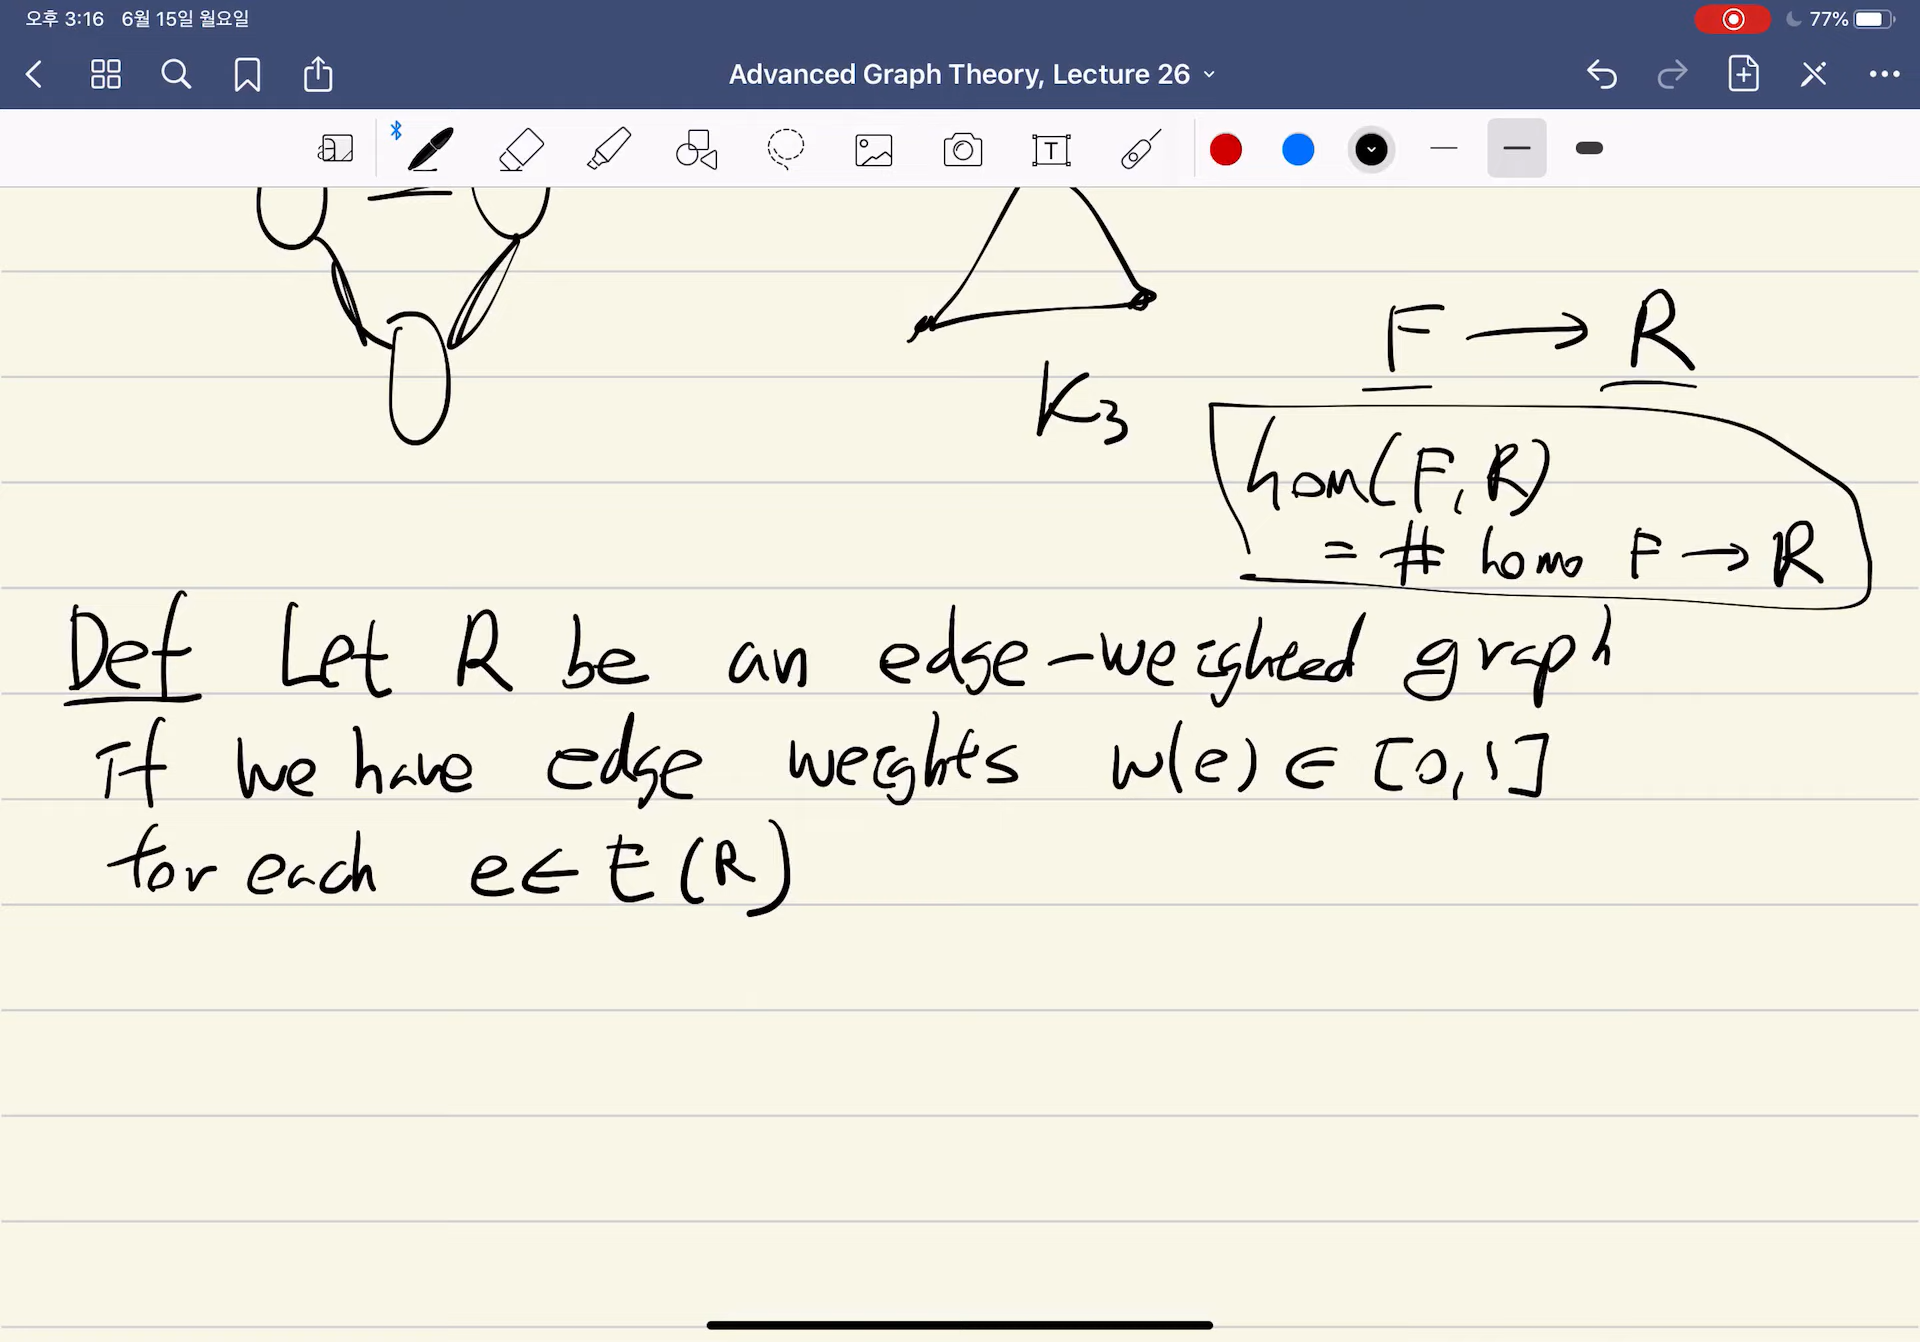 오후 3:16 6월 15일 월요일
77%
Advanced Graph Theory, Lecture 26
a
T
F → R
K₃
hom(F, R)
= # homo F → R
Def Let R be an edge-weighted graph
if we have edge weights w(e) ∈ [0,1]
for each e ∈ E(R)